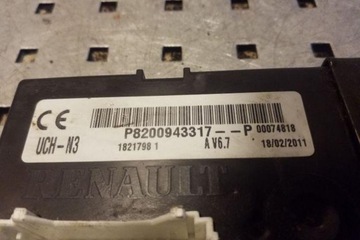 CE
P8200943317--P 00074818
UCH-N3 1821798 1 A V6.7 18/02/2011
RENAULT